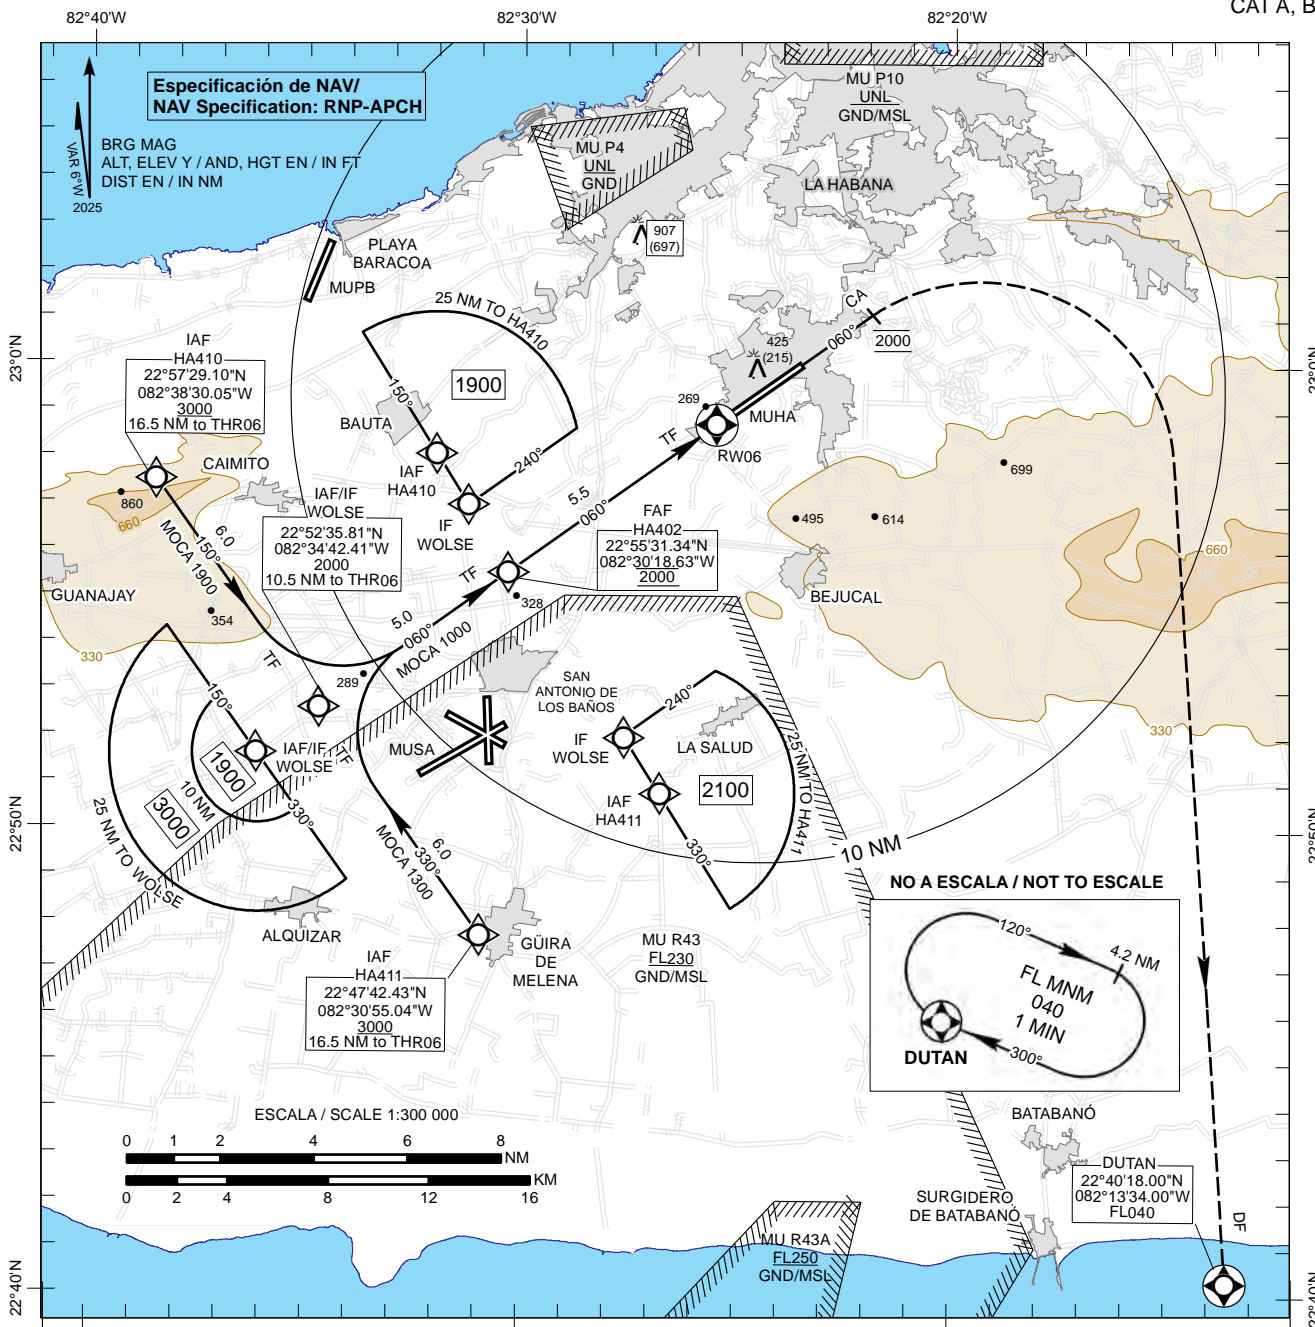 CAT A, B
82°40'W
82°30'W
82°20'W
Especificación de NAV/
NAV Specification: RNP-APCH
VAR 6°W
2025
BRG MAG
ALT, ELEV Y / AND, HGT EN / IN FT
DIST EN / IN NM
MU P10
UNL
GND/MSL
MU P4
UNL
GND
LA HABANA
907
(697)
PLAYA
BARACOA
MUPB
25 NM TO HA410
1900
150°
240°
CA
060°
2000
425
(215)
23°0'N
23°0'N
IAF
HA410
22°57'29.10"N
082°38'30.05"W
3000
16.5 NM to THR06
269
MUHA
TF
RW06
BAUTA
IAF
HA410
IF
WOLSE
CAIMITO
860
660
699
495
614
IAF/IF
WOLSE
22°52'35.81"N
082°34'42.41"W
2000
10.5 NM to THR06
5.5
060°
FAF
HA402
22°55'31.34"N
082°30'18.63"W
2000
6.0
150°
MOCA 1900
660
GUANAJAY
354
330
TF
328
BEJUCAL
5.0
060°
MOCA 1000
TF
289
SAN
ANTONIO DE
LOS BAÑOS
150°
IAF/IF
WOLSE
TF
MUSA
240°
IF
WOLSE
LA SALUD
330
1900
10 NM
3000
25 NM TO WOLSE
330°
2100
25 NM TO HA411
IAF
HA411
330°
22°50'N
22°50'N
10 NM
6.0
330°
MOCA 1300
ALQUIZAR
GÜIRA
DE
MELENA
MU R43
FL230
GND/MSL
IAF
HA411
22°47'42.43"N
082°30'55.04"W
3000
16.5 NM to THR06
NO A ESCALA / NOT TO ESCALE
120°
4.2 NM
FL MNM
040
1 MIN
300°
DUTAN
ESCALA / SCALE 1:300 000
0 1 2 4 6 8
NM
KM
0 2 4 8 12 16
BATABANÓ
DUTAN
22°40'18.00"N
082°13'34.00"W
FL040
SURGIDERO
DE BATABANÓ
DF
MU R43A
FL250
GND/MSL
22°40'N
22°40'N